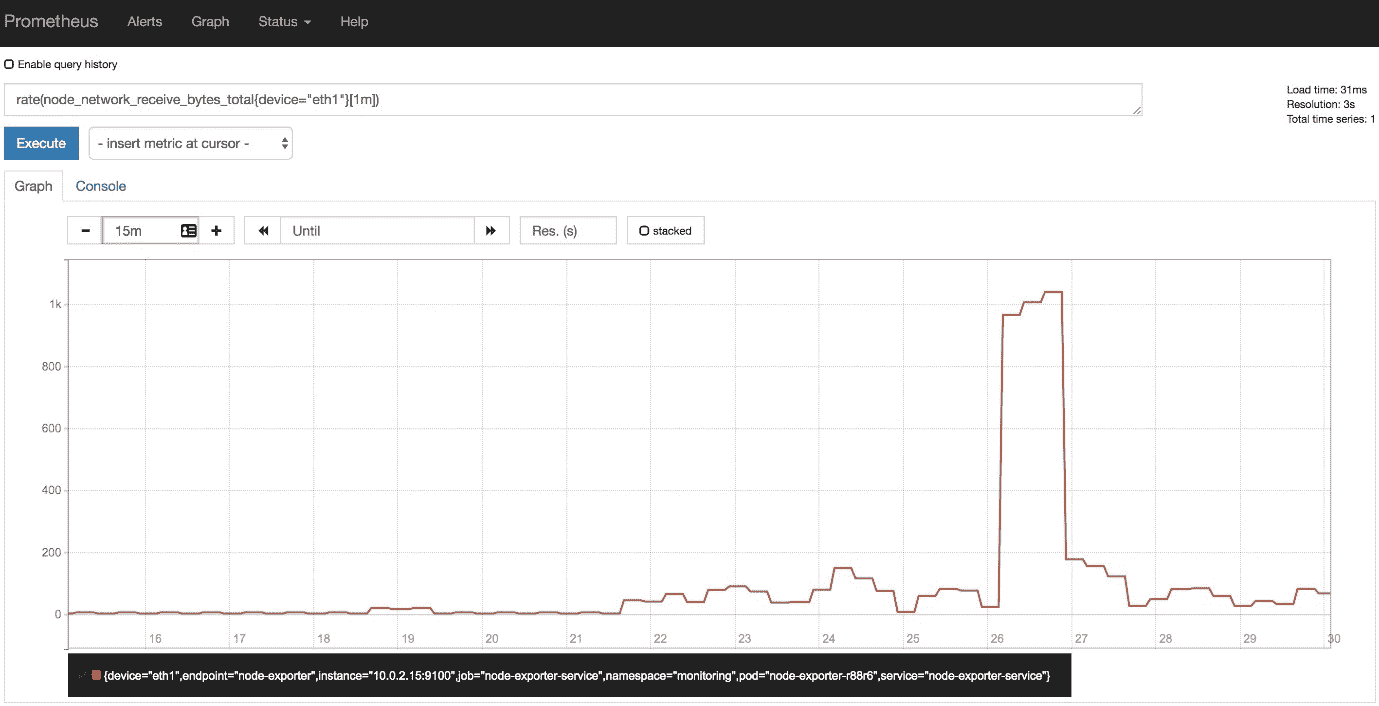 Prometheus Alerts Graph Status Help
Enable query history
rate(node_network_receive_bytes_total{device="eth1"}[1m])
Load time: 31ms
Resolution: 3s
Total time series: 1
Execute - insert metric at cursor -
Graph Console
- 15m + Until Res. (s) stacked
1k
800
600
400
200
0
16 17 18 19 20 21 22 23 24 25 26 27 28 29 30
{device="eth1",endpoint="node-exporter",instance="10.0.2.15:9100",job="node-exporter-service",namespace="monitoring",pod="node-exporter-r88r6",service="node-exporter-service"}